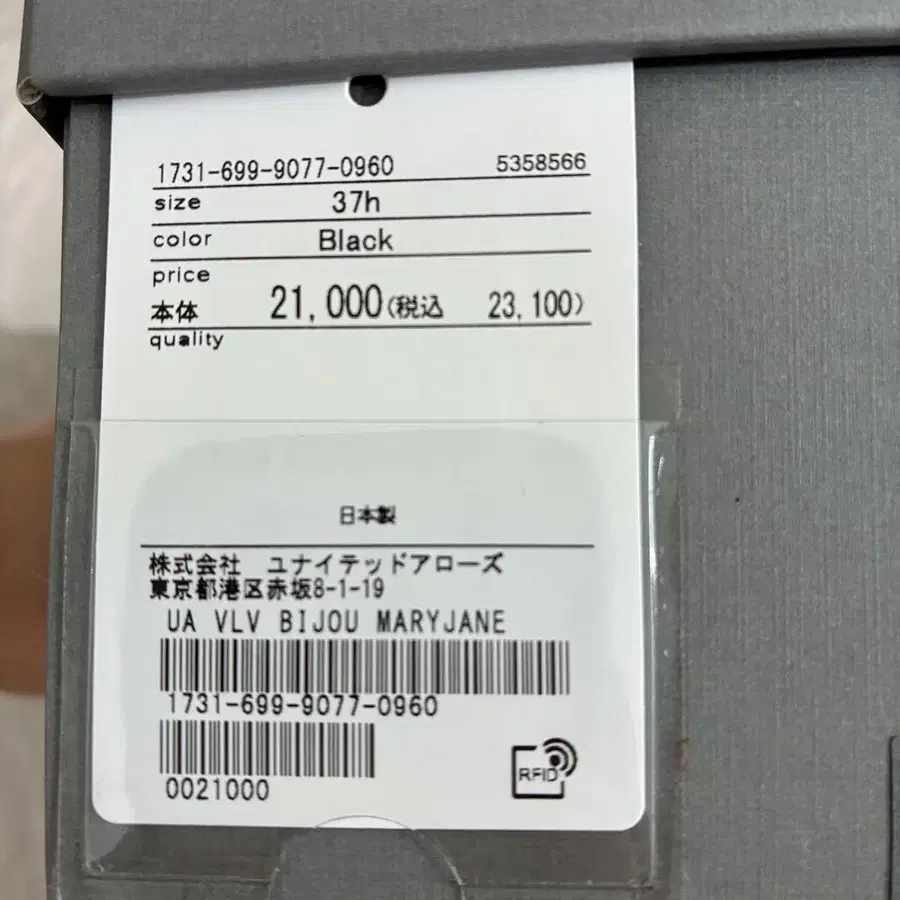 1731-699-9077-0960 5358566
size 37h
color Black
price
本体 21,000(税込 23,100)
quality
日本製
株式会社 ユナイテッドアローズ
東京都港区赤坂8-1-19
UA VLV BIJOU MARYJANE
1731-699-9077-0960
0021000
RFID